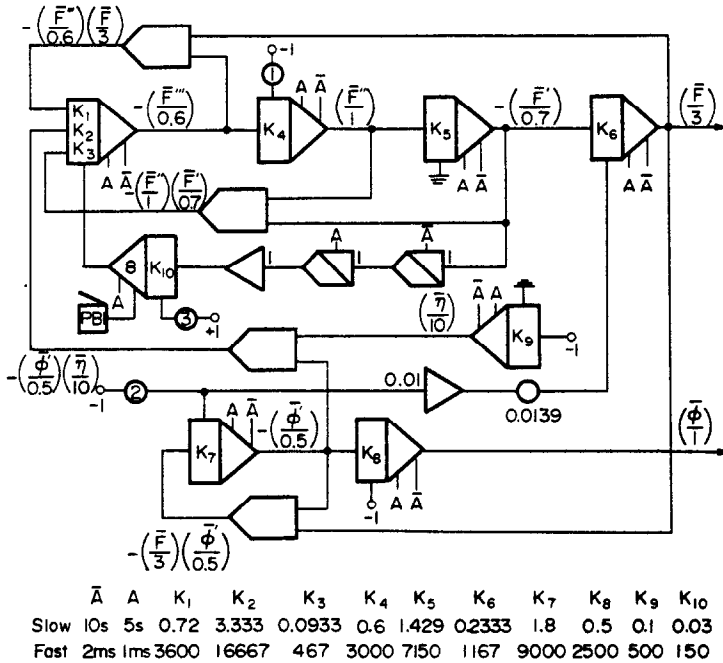 -(F̅'''/0.6)(F̅/3)
-1
1
A A̅
K₁
K₂
K₃
-(F̅'''/0.6)
A A̅
K₄
(F̅''/1)
K₅
-(F̅'/0.7)
A A̅
K₆
(F̅/3)
A A̅
-(F̅''/1)(F̅'/0.7)
A
1
A̅
1
1
8
K₁₀
A
PB
3
+1
(η̅/10)
A̅ A
K₉
-1
-(φ̅'/0.5)(η̅/10)
-1
2
0.01
0.0139
K₇
A A̅
-(φ̅'/0.5)
K₈
A A̅
-1
(φ̅/1)
-(F̅/3)(φ̅'/0.5)
A̅ A K₁ K₂ K₃ K₄ K₅ K₆ K₇ K₈ K₉ K₁₀
Slow 10s 5s 0.72 3.333 0.0933 0.6 1.429 0.2333 1.8 0.5 0.1 0.03
Fast 2ms 1ms 3600 16667 467 3000 7150 1167 9000 2500 500 150